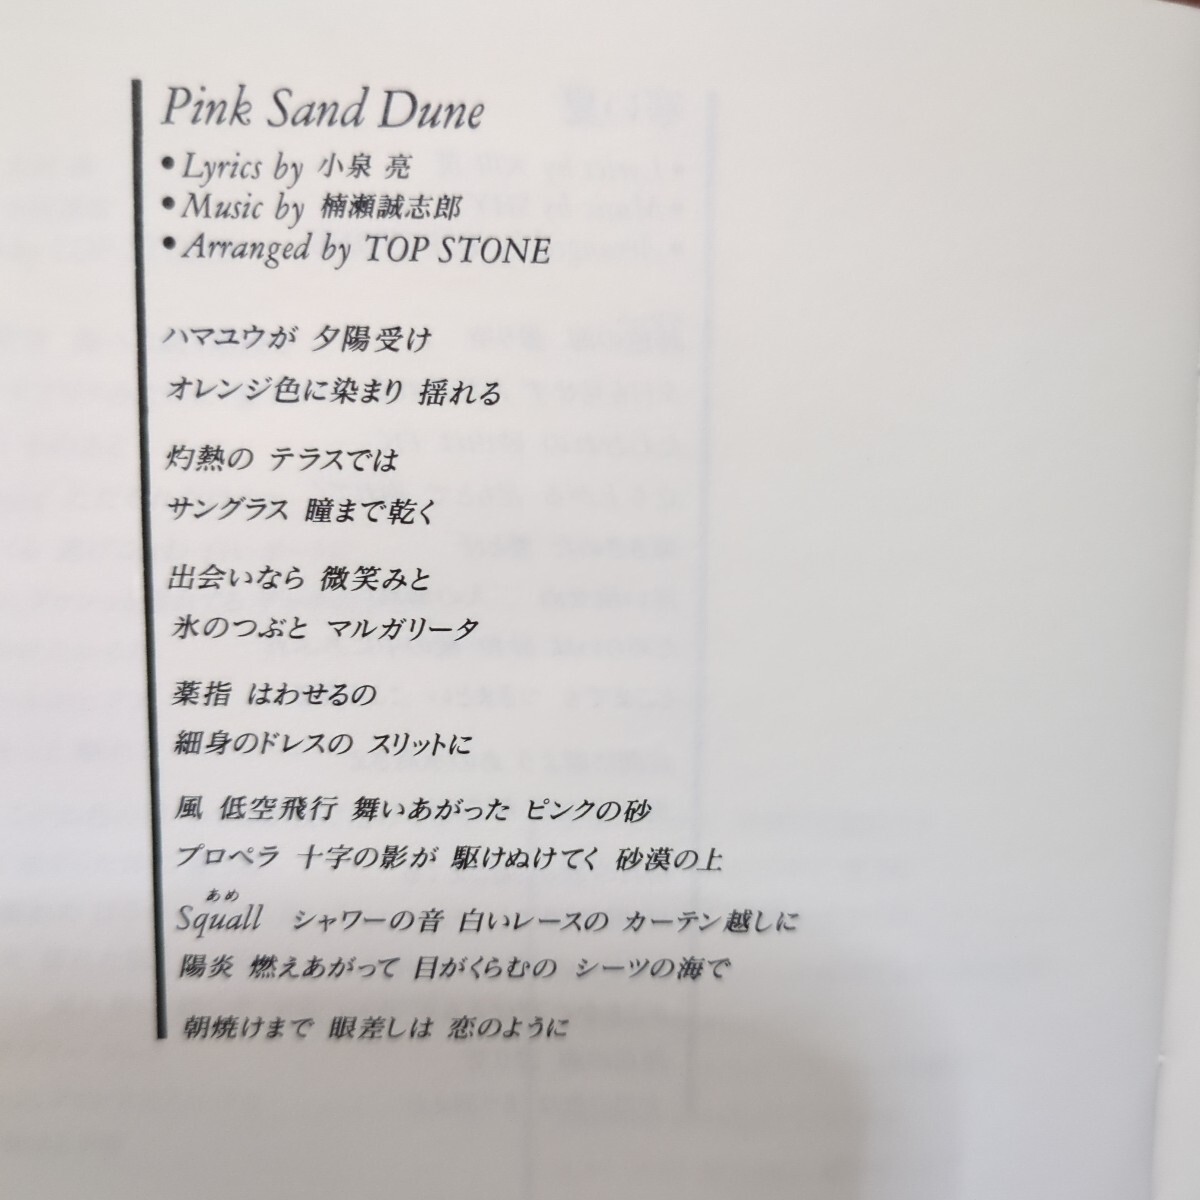 Pink Sand Dune
•Lyrics by 小泉 亮
•Music by 楠瀬誠志郎
•Arranged by TOP STONE
ハマユウが 夕陽受け
オレンジ色に染まり 揺れる
灼熱の テラスでは
サングラス 瞳まで乾く
出会いなら 微笑みと
氷のつぶと マルガリータ
薬指 はわせるの
細身のドレスの スリットに
風 低空飛行 舞いあがった ピンクの砂
プロペラ 十字の影が 駆けぬけてく 砂漠の上
あめ
Squall シャワーの音 白いレースの カーテン越しに
陽炎 燃えあがって 目がくらむの シーツの海で
朝焼けまで 眼差しは 恋のように